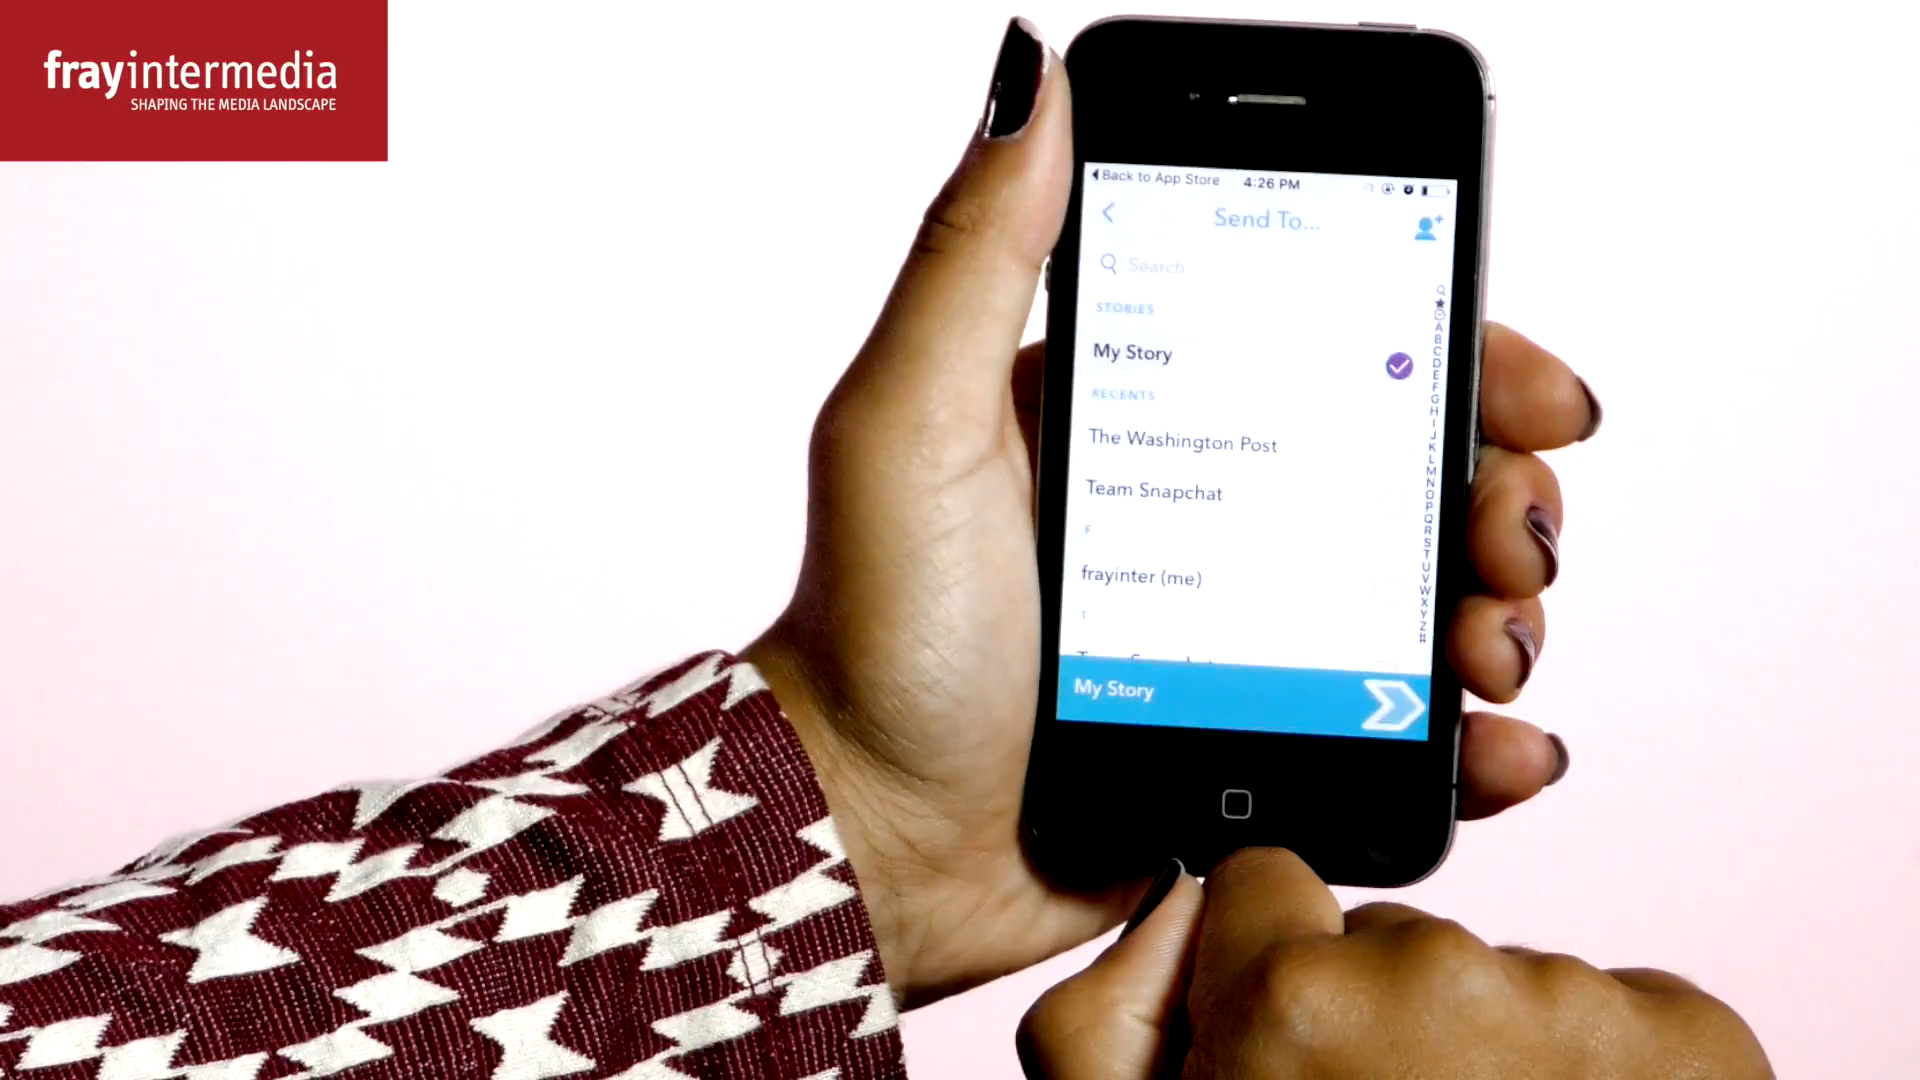 frayintermedia
SHAPING THE MEDIA LANDSCAPE
Back to App Store 4:26 PM
Send To...
Search
STORIES
My Story
RECENTS
The Washington Post
Team Snapchat
F
frayinter (me)
T
My Story
A
B
C
D
E
F
G
H
I
J
K
L
M
N
O
P
Q
R
S
T
U
V
W
X
Y
Z
#